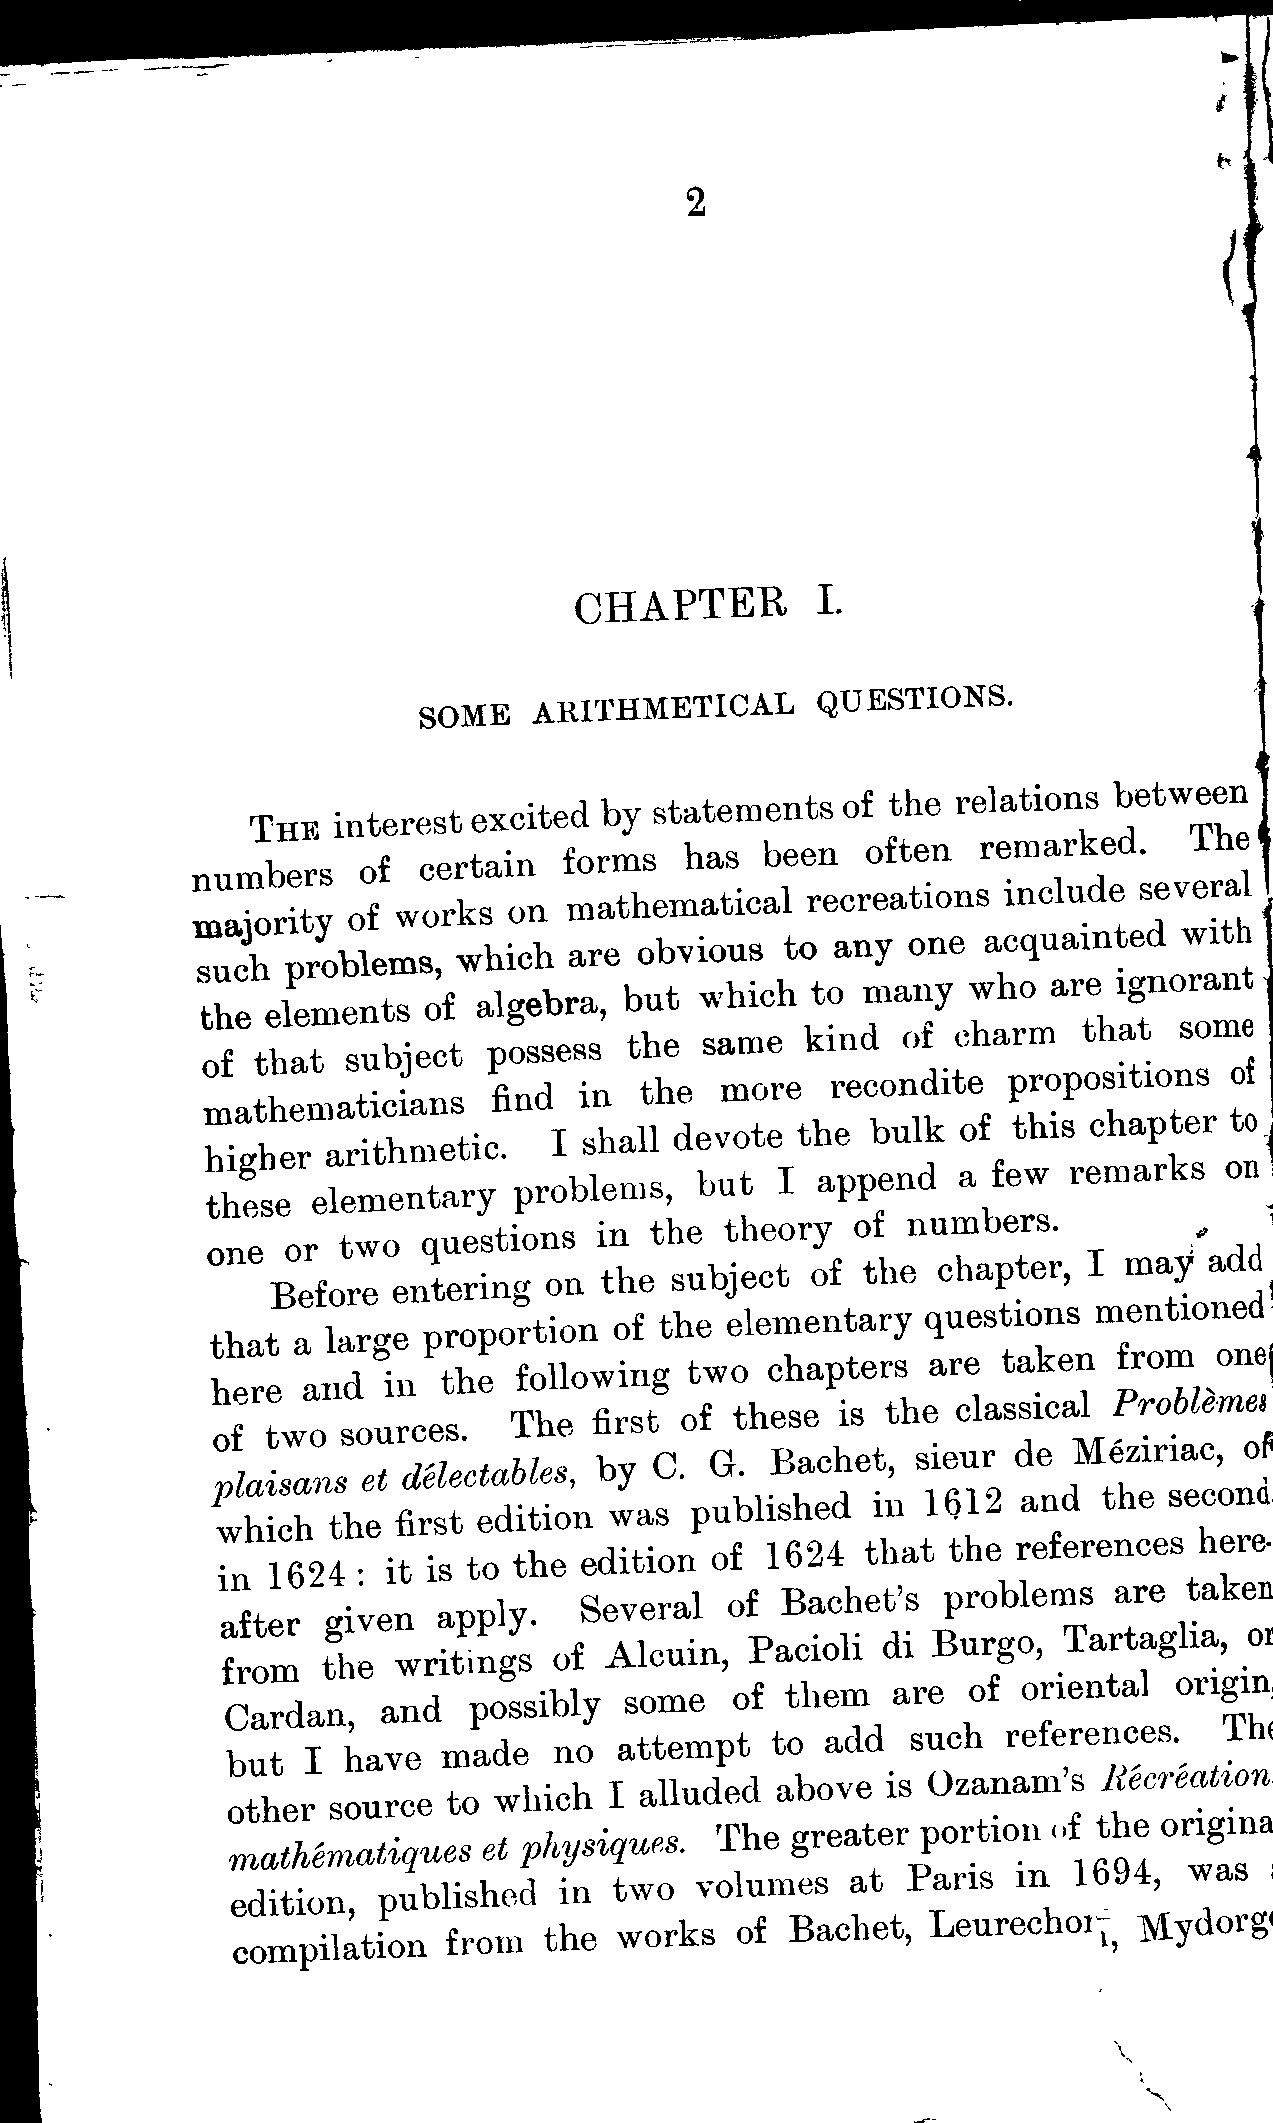 2
CHAPTER I.
SOME ARITHMETICAL QUESTIONS.
THE interest excited by statements of the relations between
numbers of certain forms has been often remarked. The
majority of works on mathematical recreations include several
such problems, which are obvious to any one acquainted with
the elements of algebra, but which to many who are ignorant
of that subject possess the same kind of charm that some
mathematicians find in the more recondite propositions of
higher arithmetic. I shall devote the bulk of this chapter to
these elementary problems, but I append a few remarks on
one or two questions in the theory of numbers.
Before entering on the subject of the chapter, I may add
that a large proportion of the elementary questions mentioned
here and in the following two chapters are taken from one
of two sources. The first of these is the classical Problèmes
plaisans et délectables, by C. G. Bachet, sieur de Méziriac, of
which the first edition was published in 1612 and the second
in 1624: it is to the edition of 1624 that the references here-
after given apply. Several of Bachet's problems are taken
from the writings of Alcuin, Pacioli di Burgo, Tartaglia, or
Cardan, and possibly some of them are of oriental origin,
but I have made no attempt to add such references. The
other source to which I alluded above is Ozanam's Récréation
mathématiques et physiques. The greater portion of the origina
edition, published in two volumes at Paris in 1694, was
compilation from the works of Bachet, Leurechon, Mydorge